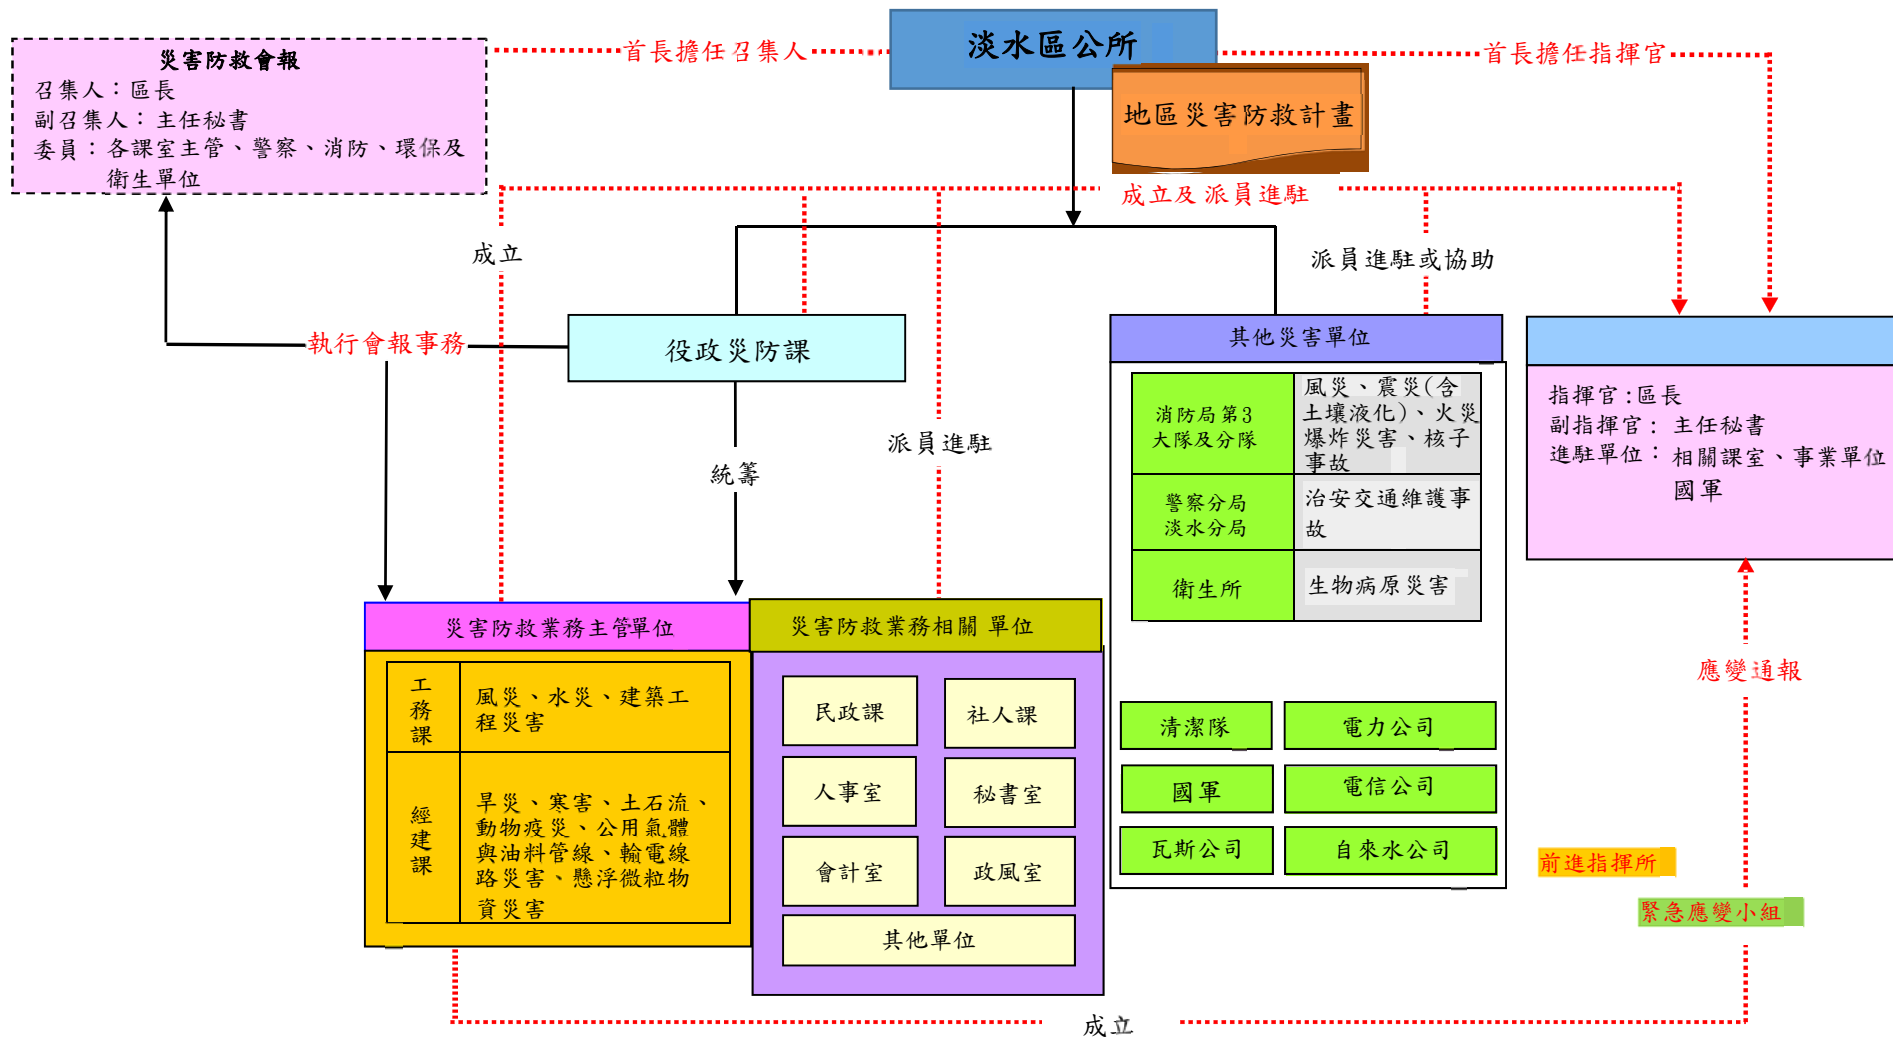 淡水區公所
地區災害防救計畫
首長擔任召集人
首長擔任指揮官
災害防救會報
召集人：區長
副召集人：主任秘書
委員：各課室主管、警察、消防、環保及
衛生單位
成立及派員進駐
成立
派員進駐或協助
執行會報事務
役政災防課
統籌
派員進駐
其他災害單位
消防局第3
大隊及分隊
風災、震災(含
土壤液化)、火災
爆炸災害、核子
事故
警察分局
淡水分局
治安交通維護事
故
衛生所
生物病原災害
清潔隊
電力公司
國軍
電信公司
瓦斯公司
自來水公司
指揮官:區長
副指揮官: 主任秘書
進駐單位： 相關課室、事業單位
國軍
災害防救業務主管單位
工
務
課
風災、水災、建築工
程災害
經
建
課
旱災、寒害、土石流、
動物疫災、公用氣體
與油料管線、輸電線
路災害、懸浮微粒物
資災害
災害防救業務相關 單位
民政課
社人課
人事室
秘書室
會計室
政風室
其他單位
應變通報
前進指揮所
緊急應變小組
成立